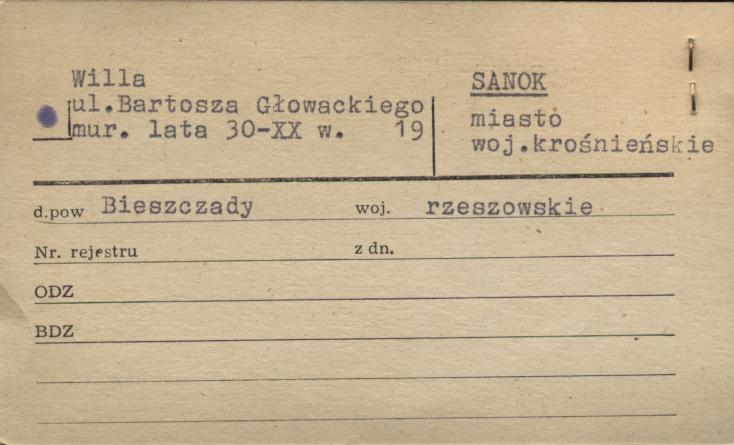 Willa
ul.Bartosza Głowackiego
mur. lata 30-XX w. 19
SANOK
miasto
woj.krośnieńskie
d.pow Bieszczady woj. rzeszowskie
Nr. rejestru z dn.
ODZ
BDZ